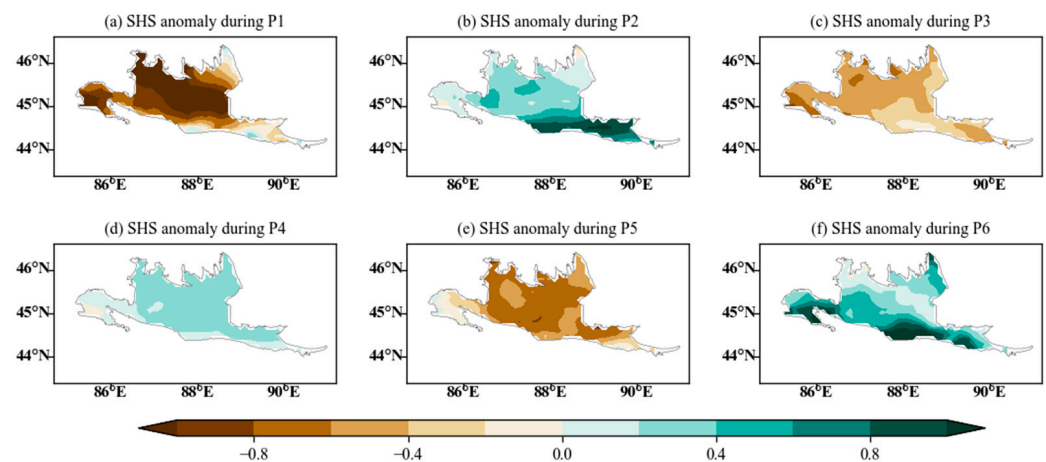 (a) SHS anomaly during P1
(b) SHS anomaly during P2
(c) SHS anomaly during P3
46°N
45°N
44°N
86°E 88°E 90°E
46°N
45°N
44°N
86°E 88°E 90°E
46°N
45°N
44°N
86°E 88°E 90°E
(d) SHS anomaly during P4
(e) SHS anomaly during P5
(f) SHS anomaly during P6
46°N
45°N
44°N
86°E 88°E 90°E
46°N
45°N
44°N
86°E 88°E 90°E
46°N
45°N
44°N
86°E 88°E 90°E
−0.8 −0.4 0.0 0.4 0.8